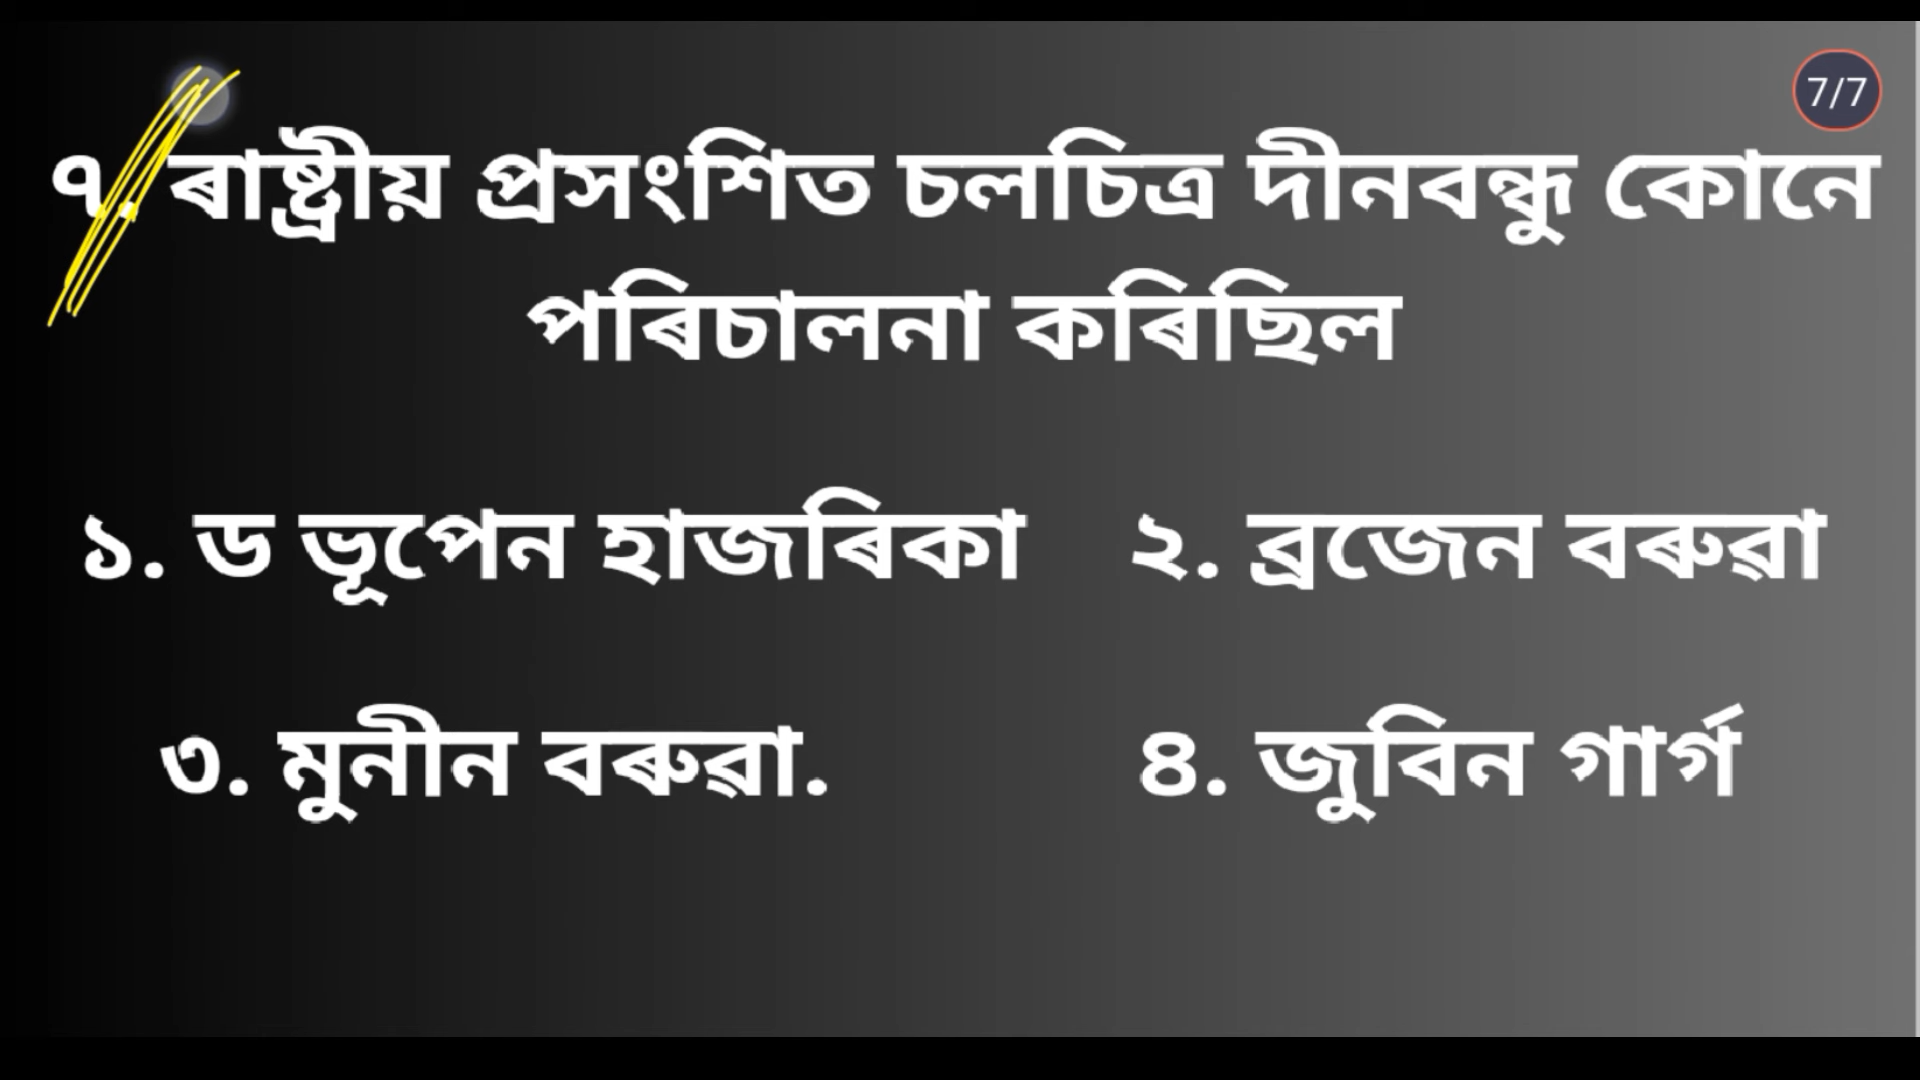 7/7
৭. ৰাষ্ট্ৰীয় প্ৰসংশিত চলচিত্ৰ দীনবন্ধু কোনে
পৰিচালনা কৰিছিল
১. ড ভূপেন হাজৰিকা ২. ব্ৰজেন বৰুৱা
৩. মুনীন বৰুৱা. ৪. জুবিন গাৰ্গ